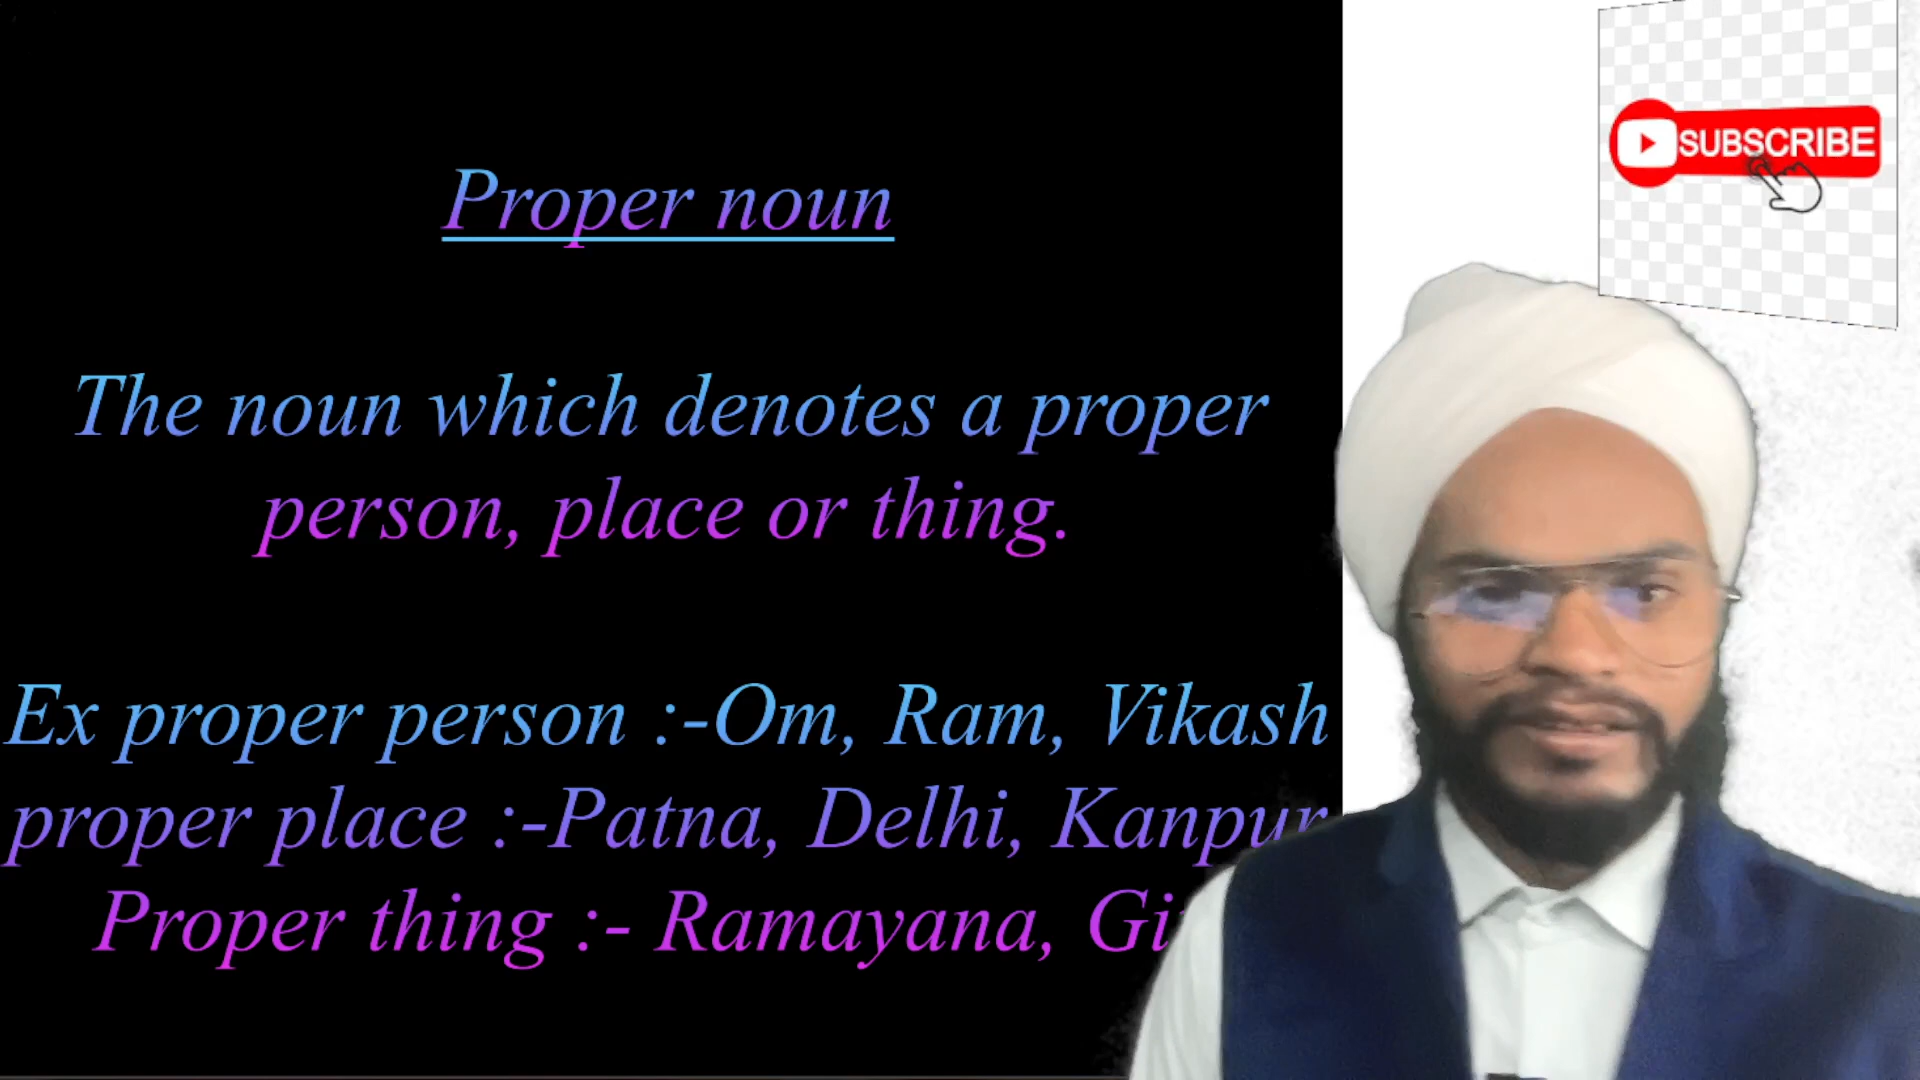 Proper noun
SUBSCRIBE
The noun which denotes a proper
person, place or thing.
Ex proper person :-Om, Ram, Vikash
proper place :-Patna, Delhi, Kanpur
Proper thing :- Ramayana,